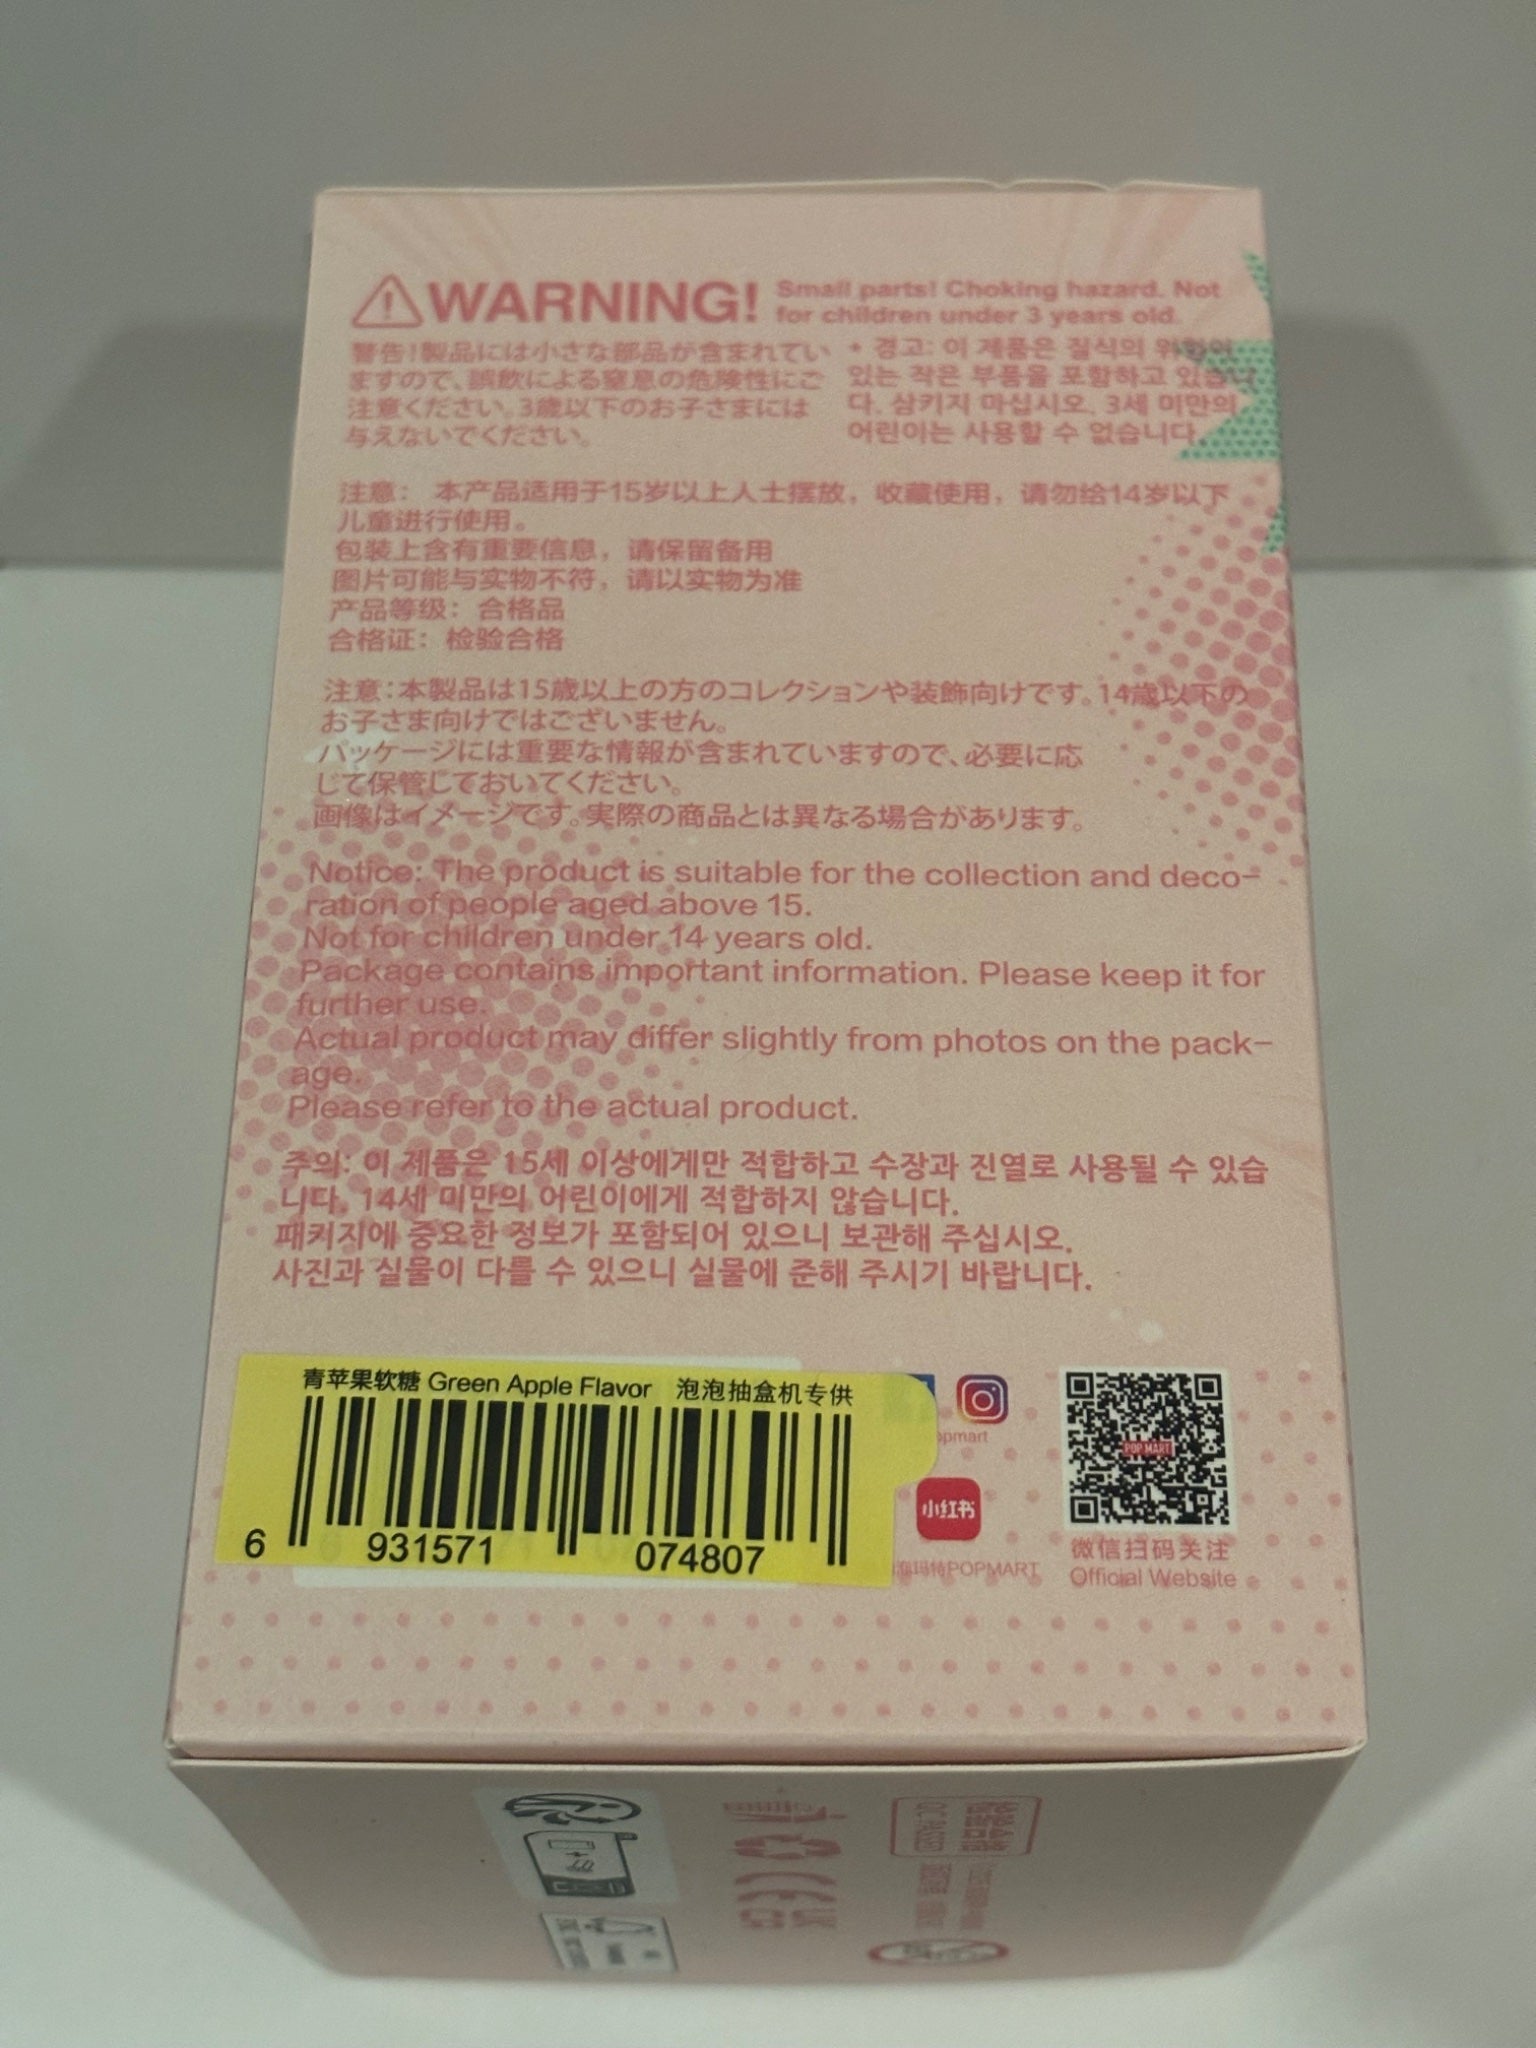 WARNING! Small parts! Choking hazard. Not
for children under 3 years old.
警告!製品には小さな部品が含まれてい
ますので、誤飲による窒息の危険性にご
注意ください。3歳以下のお子さまには
与えないでください。
• 경고: 이 제품은 질식의 위험이
있는 작은 부품을 포함하고 있습니
다. 삼키지 마십시오. 3세 미만의
어린이는 사용할 수 없습니다.
注意： 本产品适用于15岁以上人士摆放，收藏使用，请勿给14岁以下
儿童进行使用。
包装上含有重要信息，请保留备用
图片可能与实物不符，请以实物为准
产品等级：合格品
合格证：检验合格
注意:本製品は15歳以上の方のコレクションや装飾向けです。14歳以下の
お子さま向けではございません。
パッケージには重要な情報が含まれていますので、必要に応
じて保管しておいてください。
画像はイメージです。実際の商品とは異なる場合があります。
Notice: The product is suitable for the collection and deco-
ration of people aged above 15.
Not for children under 14 years old.
Package contains important information. Please keep it for
further use.
Actual product may differ slightly from photos on the pack-
age.
Please refer to the actual product.
주의: 이 제품은 15세 이상에게만 적합하고 수장과 진열로 사용될 수 있습
니다. 14세 미만의 어린이에게 적합하지 않습니다.
패키지에 중요한 정보가 포함되어 있으니 보관해 주십시오.
사진과 실물이 다를 수 있으니 실물에 준해 주시기 바랍니다.
青苹果软糖 Green Apple Flavor 泡泡抽盒机专供
6 931571 074807
popmart
小红书
泡玛特POPMART
POP MART
微信扫码关注
Official Website
QC PASSED